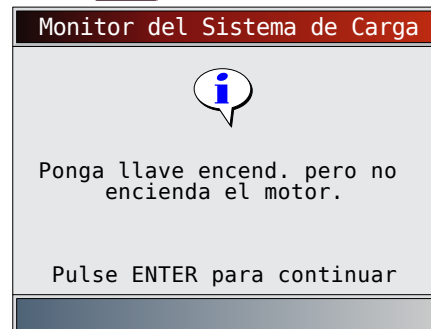 Monitor del Sistema de Carga
i
Ponga llave encend. pero no
encienda el motor.
Pulse ENTER para continuar